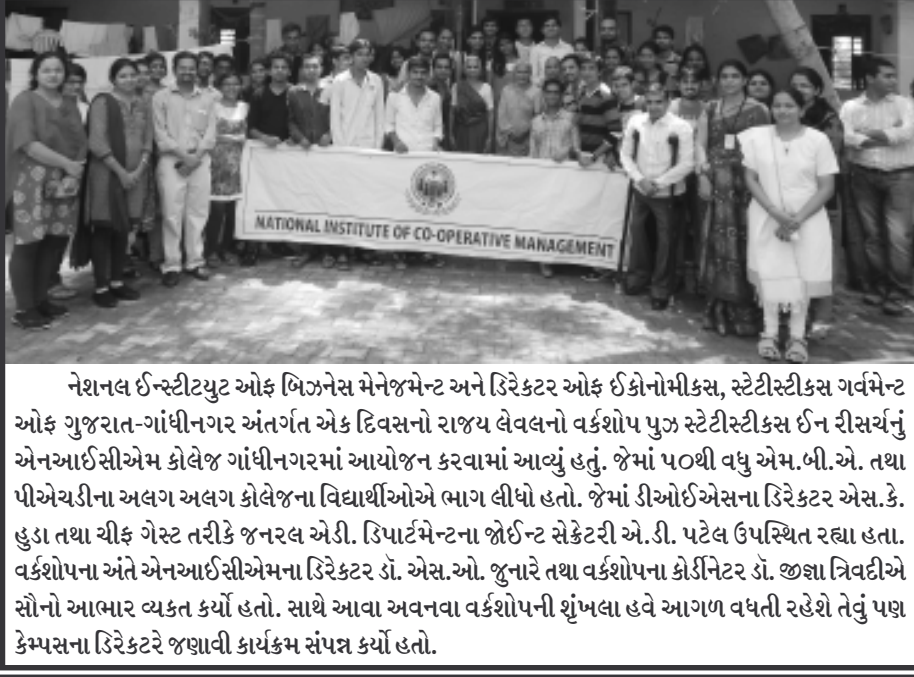 NATIONAL INSTITUTE OF CO-OPERATIVE MANAGEMENT
નેશનલ ઈન્સ્ટીટયુટ ઓફ બિઝનેસ મેનેજમેન્ટ અને ડિરેકટર ઓફ ઈકોનોમીકસ, સ્ટેટીસ્ટીકસ ગર્વમેન્ટ
ઓફ ગુજરાત-ગાંધીનગર અંતર્ગત એક દિવસનો રાજય લેવલનો વર્કશોપ પુઝ સ્ટેટીસ્ટીકસ ઈન રીસર્ચનું
એનઆઈસીએમ કોલેજ ગાંધીનગરમાં આયોજન કરવામાં આવ્યું હતું. જેમાં ૫૦થી વધુ એમ.બી.એ. તથા
પીએચડીના અલગ અલગ કોલેજના વિદ્યાર્થીઓએ ભાગ લીધો હતો. જેમાં ડીઓઈએસના ડિરેકટર એસ.કે.
હુડા તથા ચીફ ગેસ્ટ તરીકે જનરલ એડી. ડિપાર્ટમેન્ટના જોઈન્ટ સેક્રેટરી એ.ડી. પટેલ ઉપસ્થિત રહ્યા હતા.
વર્કશોપના અંતે એનઆઈસીએમના ડિરેકટર ડૉ. એસ.ઓ. જુનારે તથા વર્કશોપના કોર્ડીનેટર ડૉ. જીજ્ઞા ત્રિવદીએ
સૌનો આભાર વ્યકત કર્યો હતો. સાથે આવા અવનવા વર્કશોપની શૃંખલા હવે આગળ વધતી રહેશે તેવું પણ
કેમ્પસના ડિરેકટરે જણાવી કાર્યક્રમ સંપન્ન કર્યો હતો.